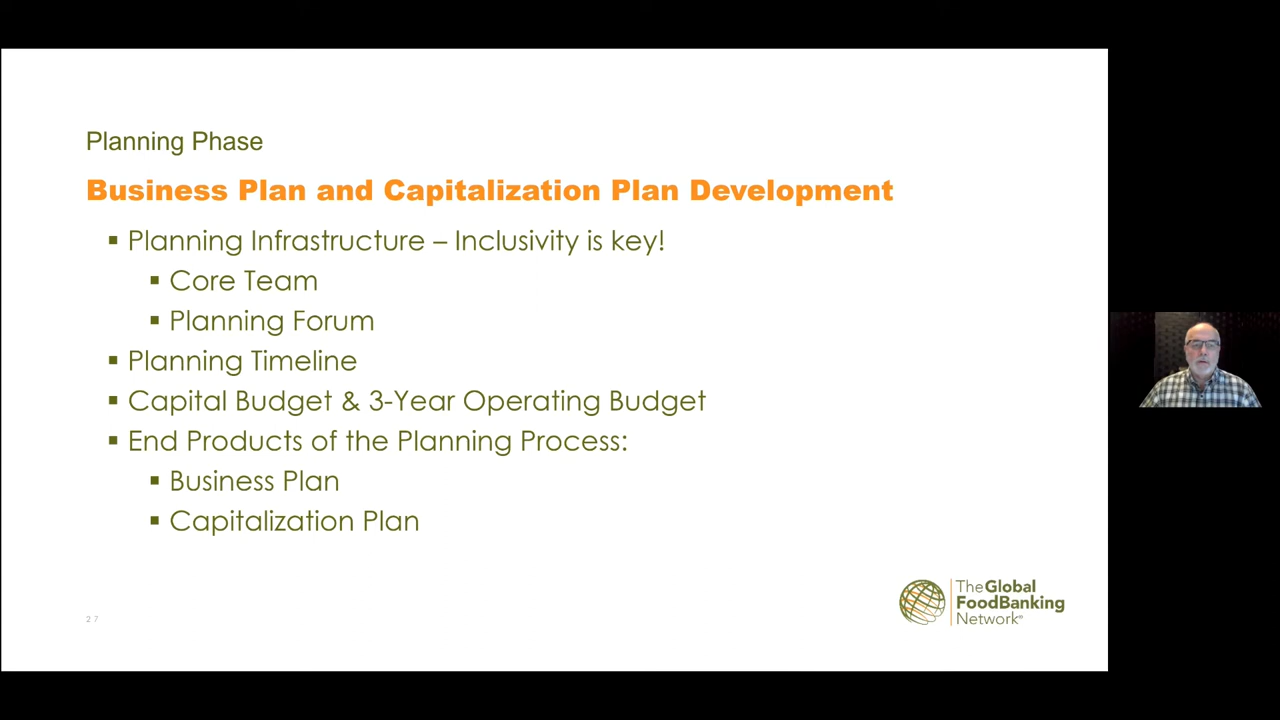 Planning Phase
Business Plan and Capitalization Plan Development
▪ Planning Infrastructure – Inclusivity is key!
▪ Core Team
▪ Planning Forum
▪ Planning Timeline
▪ Capital Budget & 3-Year Operating Budget
▪ End Products of the Planning Process:
▪ Business Plan
▪ Capitalization Plan
27
The Global
FoodBanking
Network®